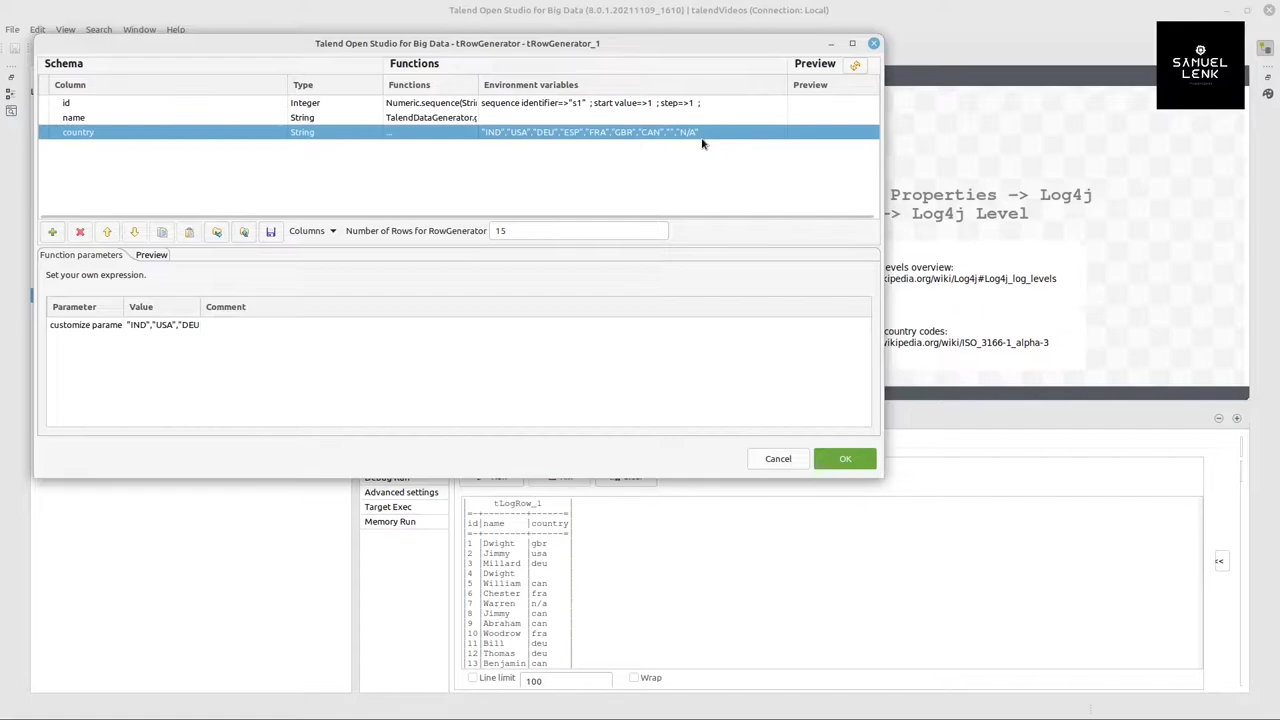 Talend Open Studio for Big Data (8.0.1.20211109_1610) | talendVideos (Connection: Local)
File Edit View Search Project Window Help
Talend Open Studio for Big Data - tRowGenerator - tRowGenerator_1
Schema Functions Preview
Column Type Functions Environment variables Preview
id Integer Numeric.sequence(Stri sequence identifier=>"s1" ; start value=>1 ; step=>1 ;
name String TalendDataGenerator.
country String ... "IND","USA","DEU","ESP","FRA","GBR","CAN","","N/A"
Columns Number of Rows for RowGenerator 15
Function parameters Preview
Set your own expression.
Parameter Value Comment
customize parame "IND","USA","DEU
Cancel OK
SAMUEL
LENK
Properties -> Log4j
-> Log4j Level
evels overview:
kipedia.org/wiki/Log4j#Log4j_log_levels
country codes:
vikipedia.org/wiki/ISO_3166-1_alpha-3
Advanced settings
Target Exec
Memory Run
tLogRow_1
=-+--------+------=
id|name |country
=-+--------+------=
1 |Dwight |gbr
2 |Jimmy |usa
3 |Millard |deu
4 |Dwight |
5 |William |can
6 |Chester |fra
7 |Warren |n/a
8 |Jimmy |can
9 |Abraham |can
10|Woodrow |fra
11|Bill |deu
12|Thomas |deu
13|Benjamin|can
<<
Line limit 100 Wrap